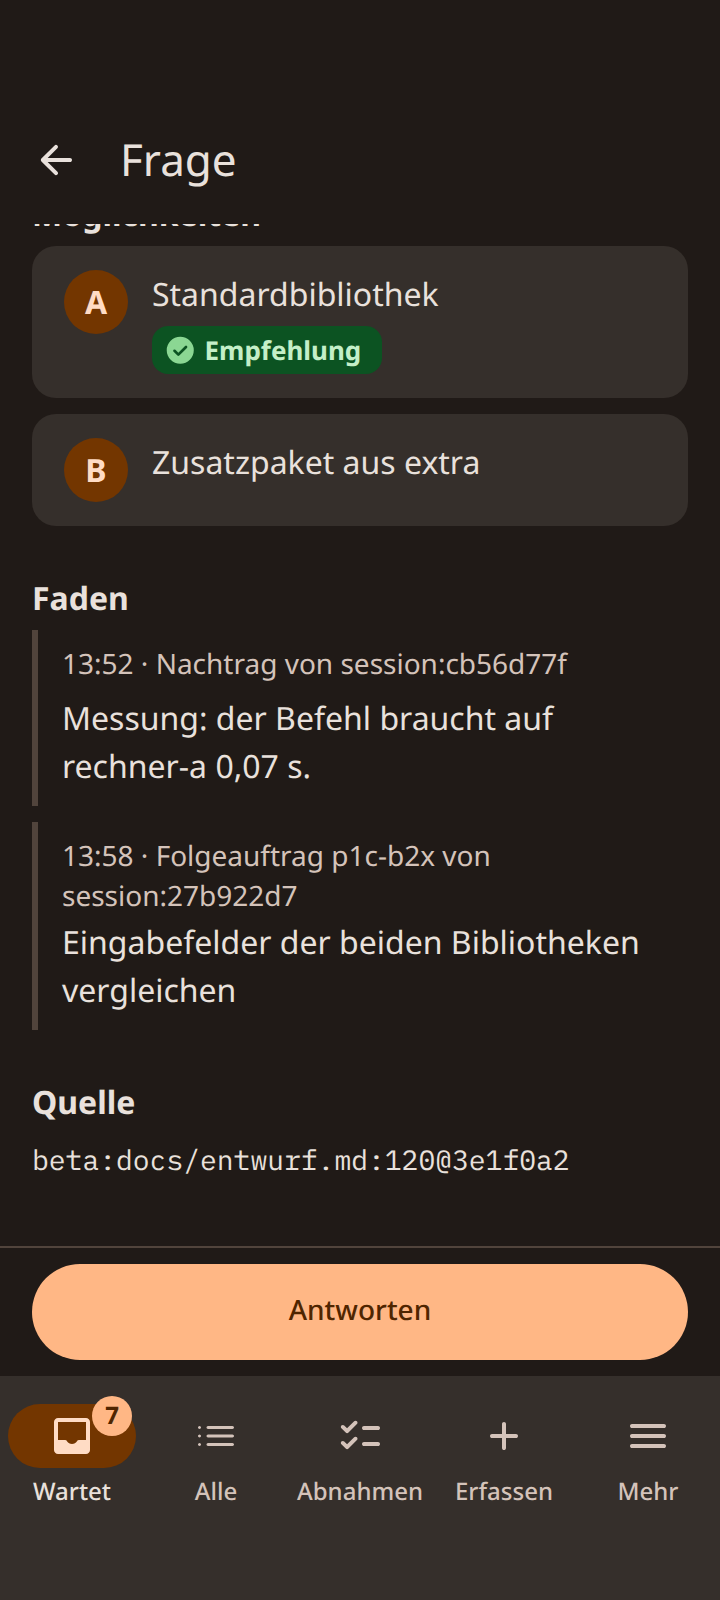 Frage
Möglichkeiten
A
Standardbibliothek
Empfehlung
B
Zusatzpaket aus extra
Faden
13:52 · Nachtrag von session:cb56d77f
Messung: der Befehl braucht auf
rechner-a 0,07 s.
13:58 · Folgeauftrag p1c-b2x von
session:27b922d7
Eingabefelder der beiden Bibliotheken
vergleichen
Quelle
beta:docs/entwurf.md:120@3e1f0a2
Antworten
7
Wartet
Alle
Abnahmen
Erfassen
Mehr